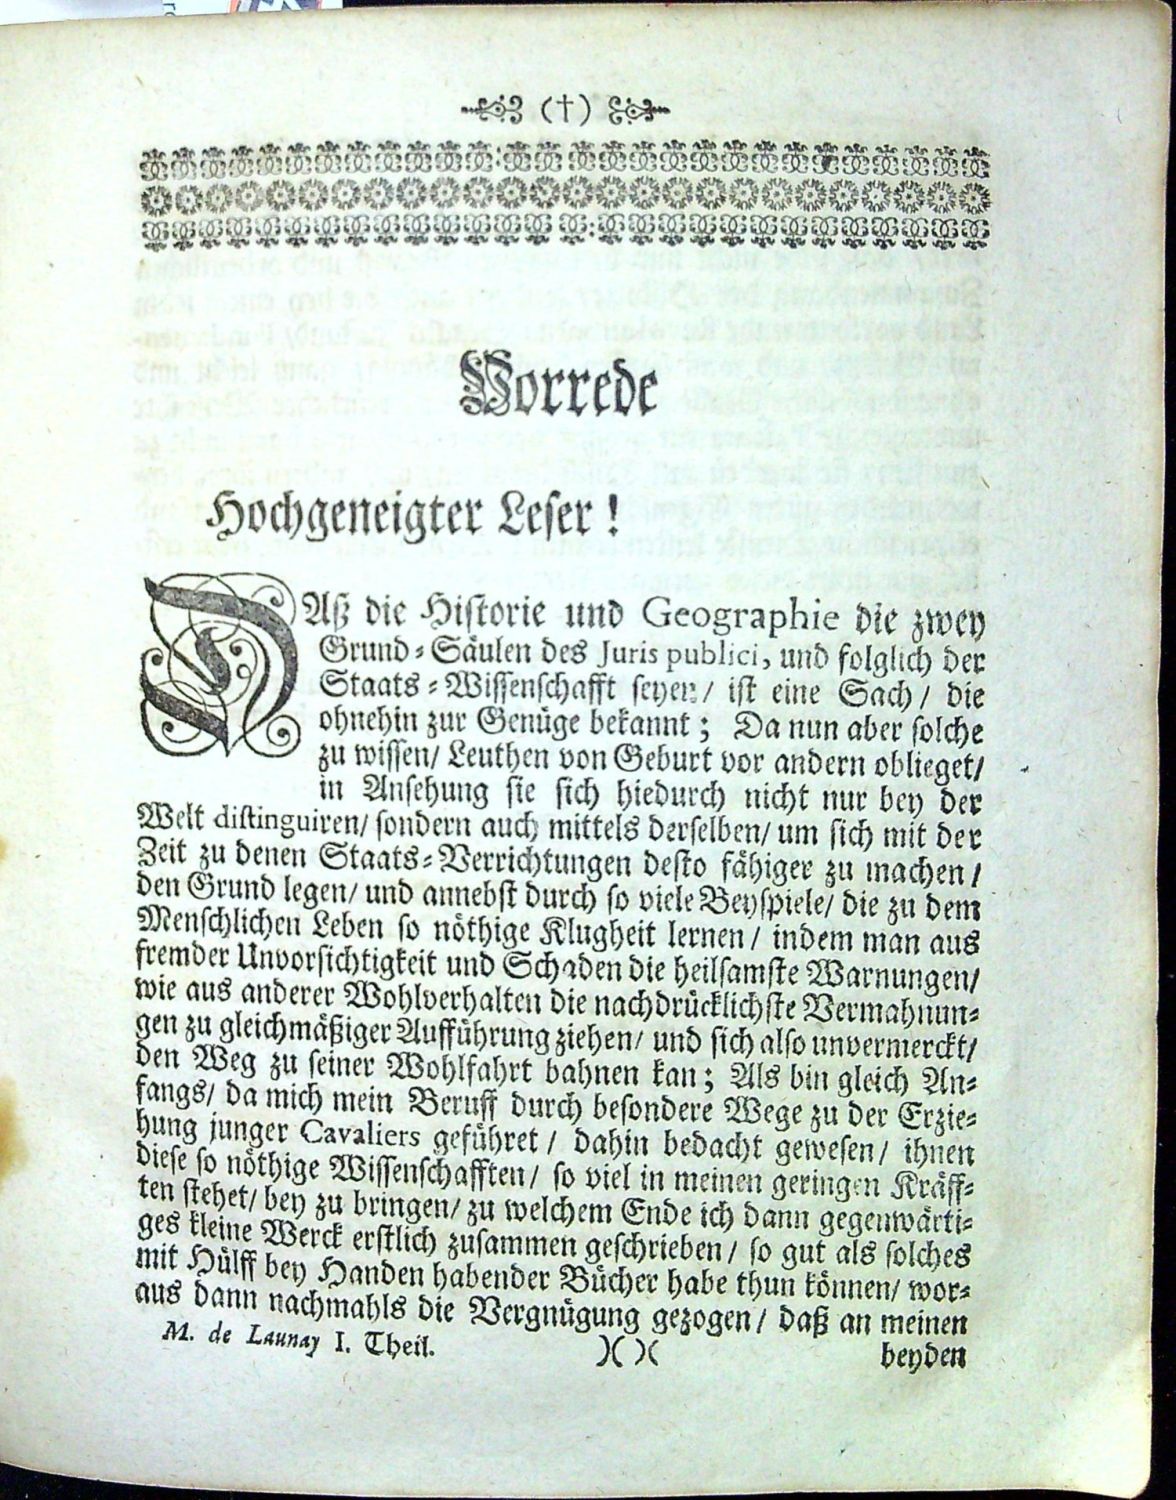 (†)
Vorrede
Hochgeneigter Leser!
DAß die Historie und Geographie die zwey
Grund-Säulen des Juris publici, und folglich der
Staats-Wissenschafft seyen/ ist eine Sach/ die
ohnehin zur Genüge bekannt; Da nun aber solche
zu wissen/ Leuthen von Geburt vor andern oblieget/
in Ansehung sie sich hiedurch nicht nur bey der
Welt distinguiren/ sondern auch mittels derselben/ um sich mit der
Zeit zu denen Staats-Verrichtungen desto fähiger zu machen/
den Grund legen/ und annebst durch so viele Beyspiele/ die zu dem
Menschlichen Leben so nöthige Klugheit lernen/ indem man aus
fremder Unvorsichtigkeit und Schaden die heilsamste Warnungen/
wie aus anderer Wohlverhalten die nachdrücklichste Vermahnun-
gen zu gleichmäßiger Aufführung ziehen/ und sich also unvermerckt/
den Weg zu seiner Wohlfahrt bahnen kan; Als bin gleich An-
fangs/ da mich mein Beruff durch besondere Wege zu der Erzie-
hung junger Cavaliers geführet/ dahin bedacht gewesen/ ihnen
diese so nöthige Wissenschafften/ so viel in meinen geringen Kräff-
ten stehet/ bey zu bringen/ zu welchem Ende ich dann gegenwärti-
ges kleine Werck erstlich zusammen geschrieben/ so gut als solches
mit Hülff bey Handen habender Bücher habe thun können/ wor-
aus dann nachmahls die Vergnügung gezogen/ daß an meinen
M. de Launay I. Theil. )( )( beyden